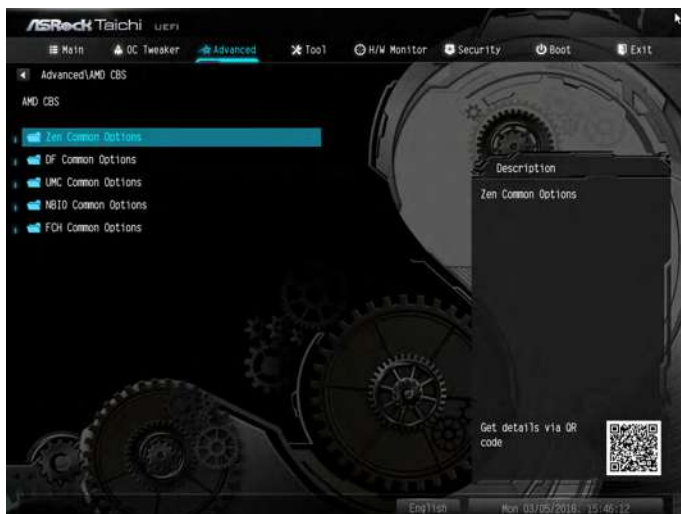 ASRock Taichi UEFI
Main OC Tweaker Advanced Tool H/W Monitor Security Boot Exit
Advanced\AMD CBS
AMD CBS
Zen Common Options
DF Common Options
UMC Common Options
NBIO Common Options
FCH Common Options
Description
Zen Common Options
Get details via QR
code
English Mon 03/05/2018. 15:46:12